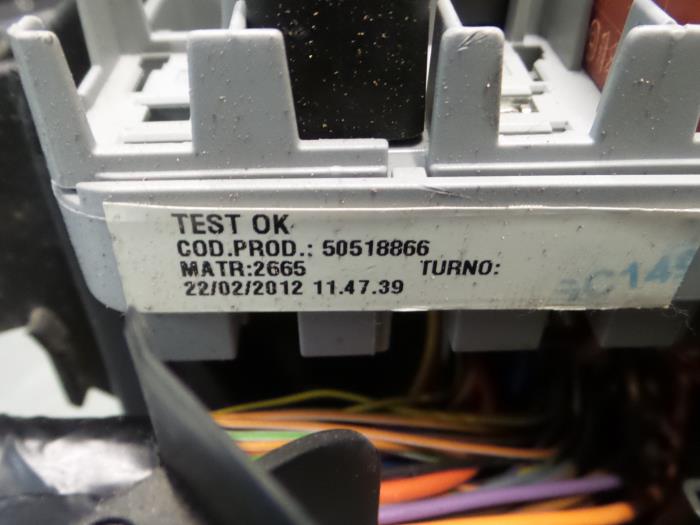 TEST OK
COD.PROD.: 50518866
MATR:2665 TURNO:
22/02/2012 11.47.39